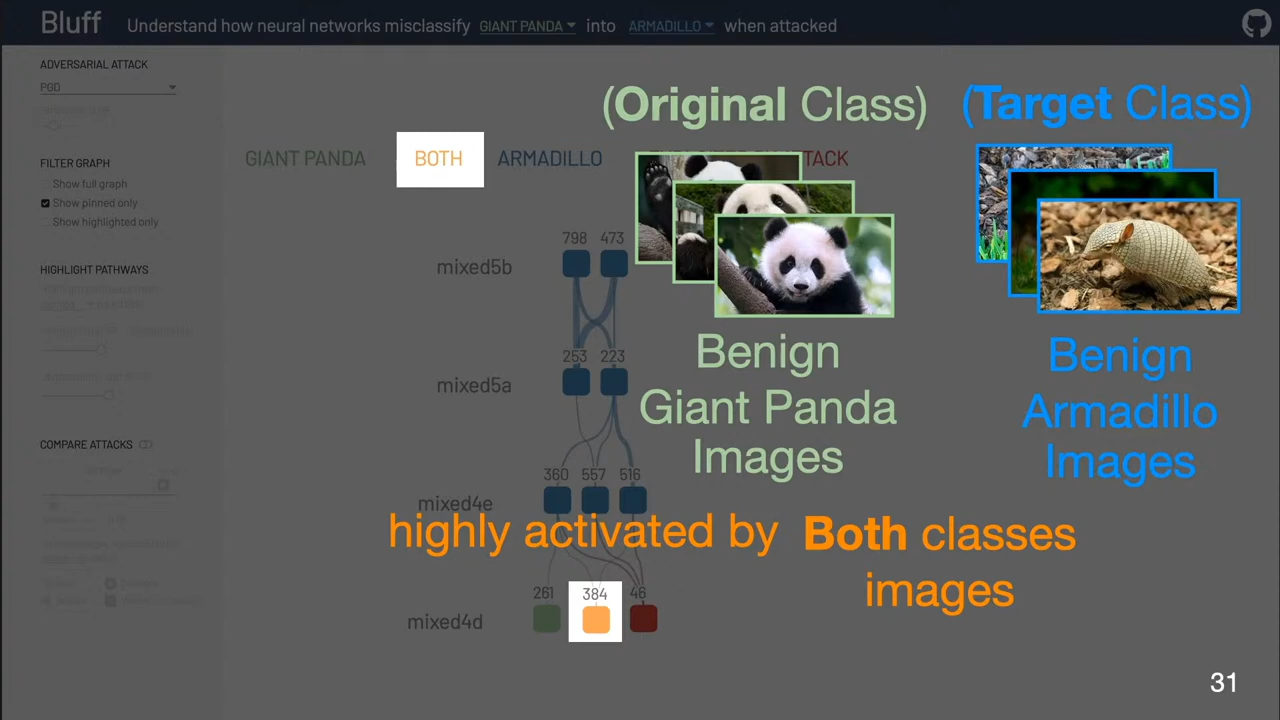 Bluff Understand how neural networks misclassify GIANT PANDA into ARMADILLO when attacked
ADVERSARIAL ATTACK
PGD
FILTER GRAPH
Show full graph
Show pinned only
Show highlighted only
HIGHLIGHT PATHWAYS
COMPARE ATTACKS
(Original Class)
(Target Class)
GIANT PANDA BOTH ARMADILLO TACK
798 473
mixed5b
253 223
mixed5a
360 557 516
mixed4e
261 384 46
mixed4d
Benign
Giant Panda
Images
Benign
Armadillo
Images
highly activated by Both classes
images
31